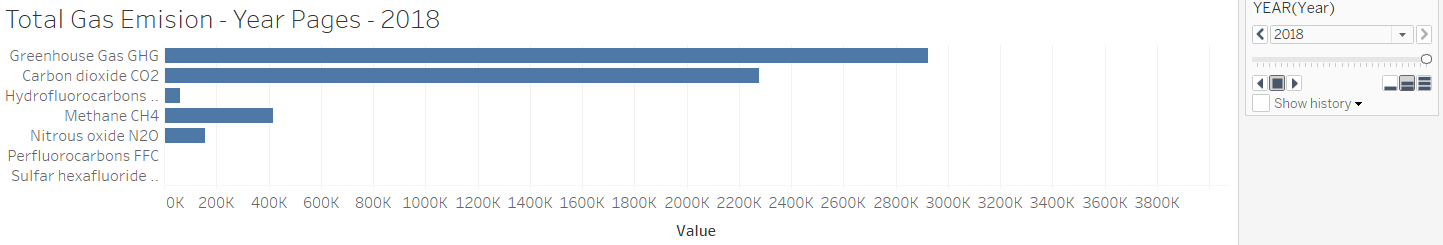 Total Gas Emision - Year Pages - 2018
Greenhouse Gas GHG
Carbon dioxide CO2
Hydrofluorocarbons ..
Methane CH4
Nitrous oxide N2O
Perfluorocarbons FFC
Sulfar hexafluoride ..
0K 200K 400K 600K 800K 1000K 1200K 1400K 1600K 1800K 2000K 2200K 2400K 2600K 2800K 3000K 3200K 3400K 3600K 3800K
Value
YEAR(Year)
2018
Show history